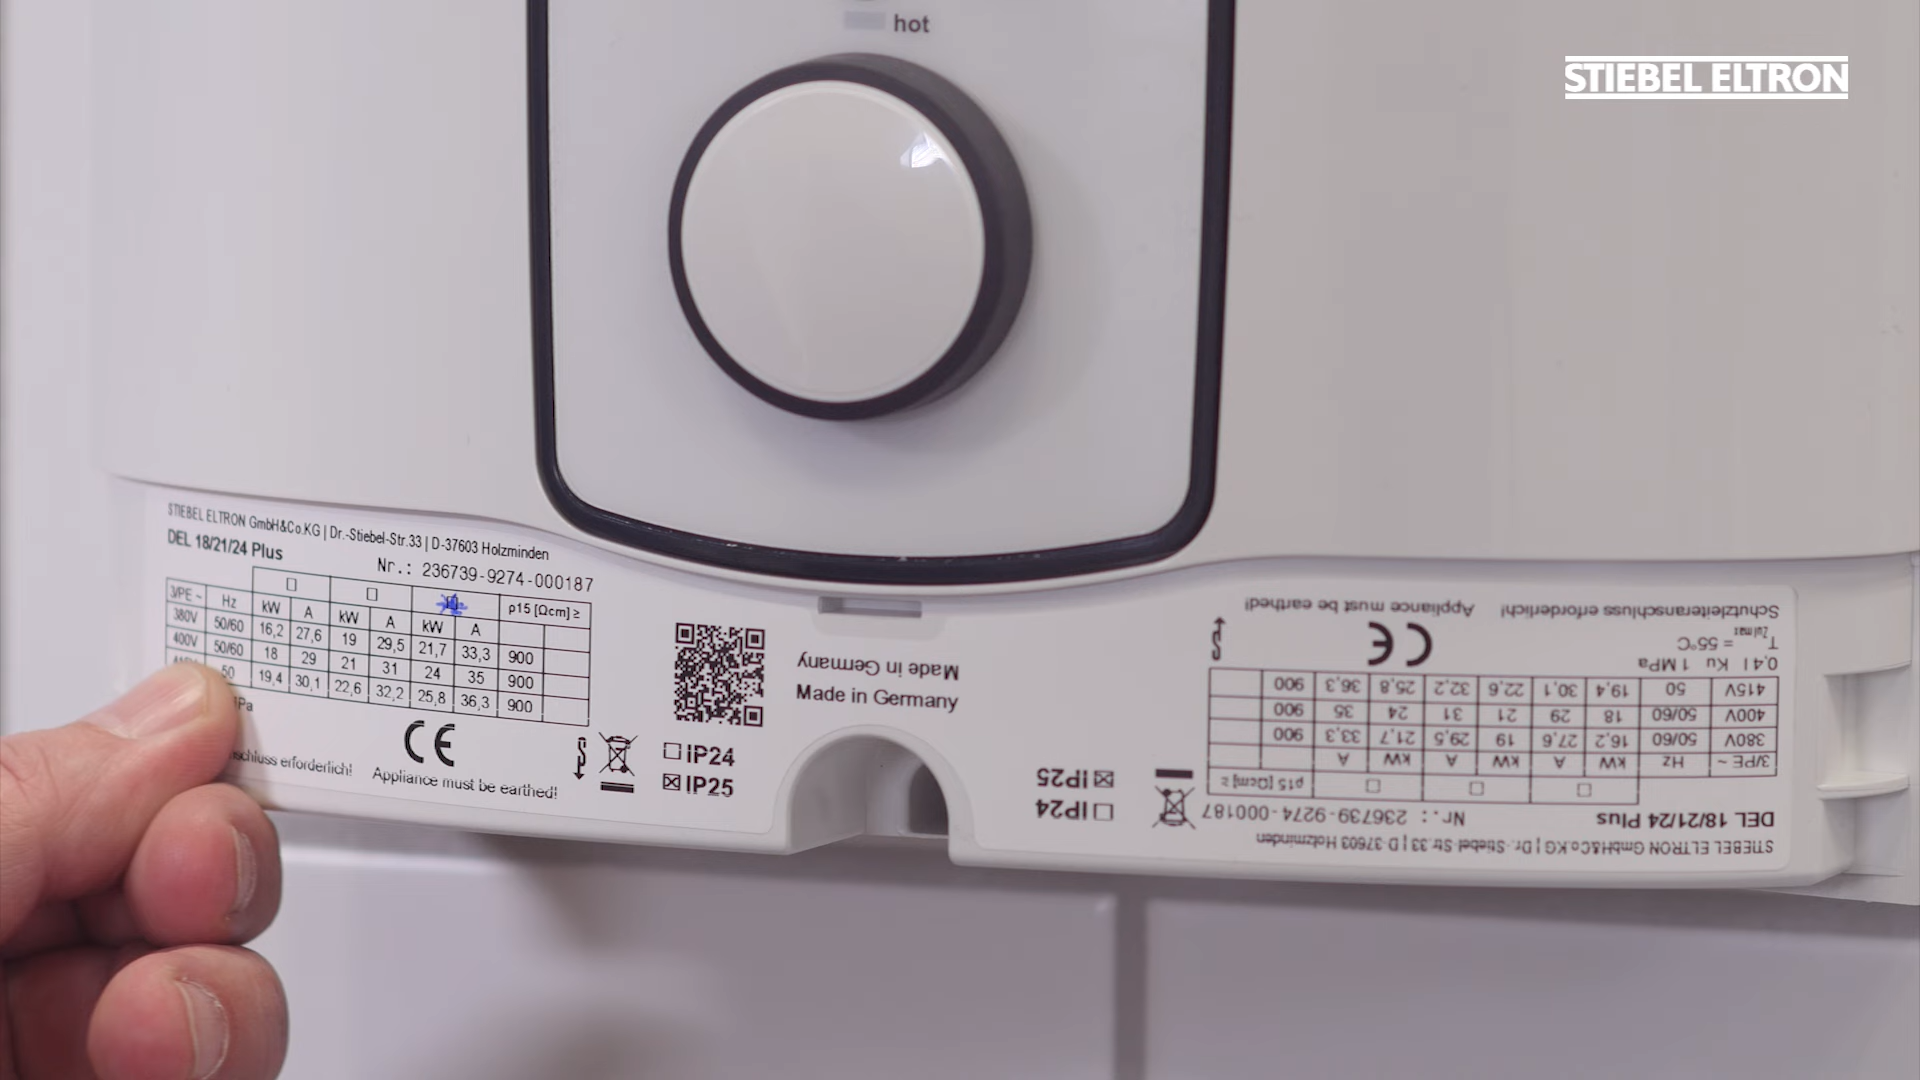 hot
STIEBEL ELTRON
STIEBEL ELTRON GmbH&Co.KG | Dr.-Stiebel-Str.33 | D-37603 Holzminden
DEL 18/21/24 Plus
Nr.: 236739-9274-000187
3/PE ~ Hz kW A kW A kW A ρ15 [Ωcm] ≥
380V 50/60 16,2 27,6 19 29,5 21,7 33,3 900
400V 50/60 18 29 21 31 24 35 900
50 19,4 30,1 22,6 32,2 25,8 36,3 900
Pa
schluss erforderlich!
CE
Appliance must be earthed!
☐ IP24
☒ IP25
Made in Germany
Made in Germany
STIEBEL ELTRON GmbH&Co.KG | Dr.-Stiebel-Str.33 | D-37603 Holzminden
DEL 18/21/24 Plus Nr.: 236739-9274-000187
ρ15 [Ωcm] ≥
3/PE ~ Hz kW A kW A kW A
380V 50/60 16,2 27,6 19 29,5 21,7 33,3 900
400V 50/60 18 29 21 31 24 35 900
415V 50 19,4 30,1 22,6 32,2 25,8 36,3 900
0,4 l Ku 1 MPa
T Zulmax = 55°C
CE
Schutzleiteranschluss erforderlich! Appliance must be earthed!
☐ IP24
☒ IP25